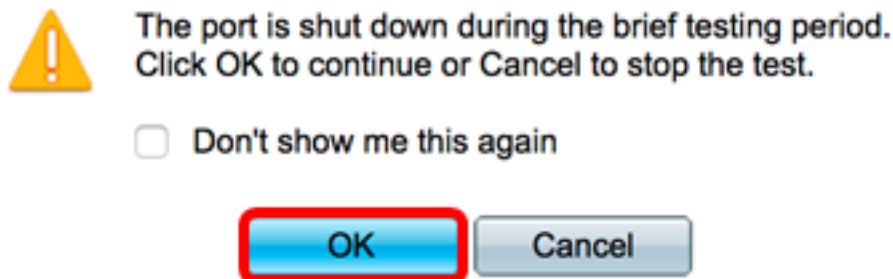 The port is shut down during the brief testing period.
Click OK to continue or Cancel to stop the test.
Don't show me this again
OK Cancel